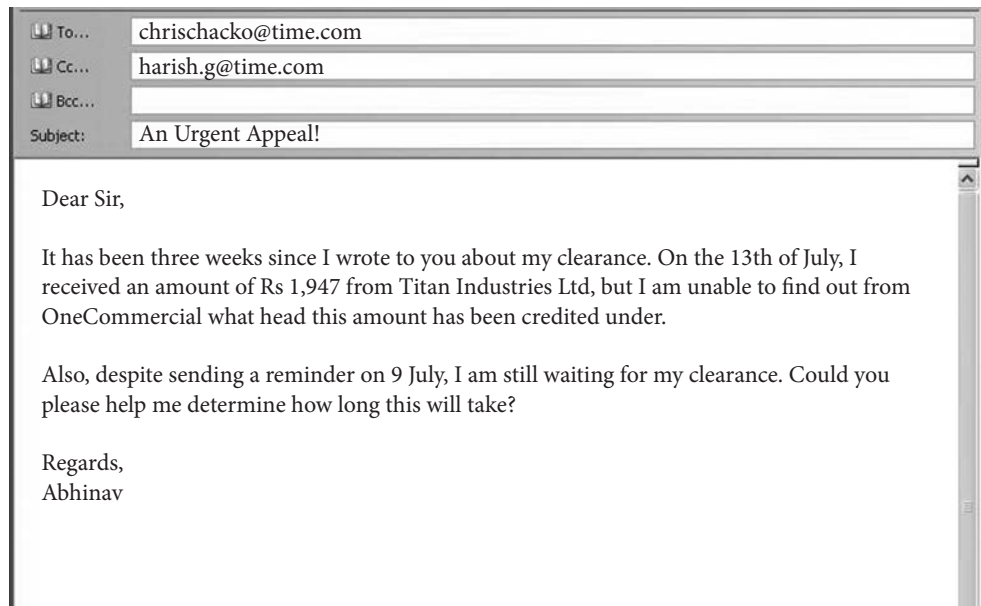 To... chrischacko@time.com
Cc... harish.g@time.com
Bcc...
Subject: An Urgent Appeal!
Dear Sir,
It has been three weeks since I wrote to you about my clearance. On the 13th of July, I
received an amount of Rs 1,947 from Titan Industries Ltd, but I am unable to find out from
OneCommercial what head this amount has been credited under.
Also, despite sending a reminder on 9 July, I am still waiting for my clearance. Could you
please help me determine how long this will take?
Regards,
Abhinav